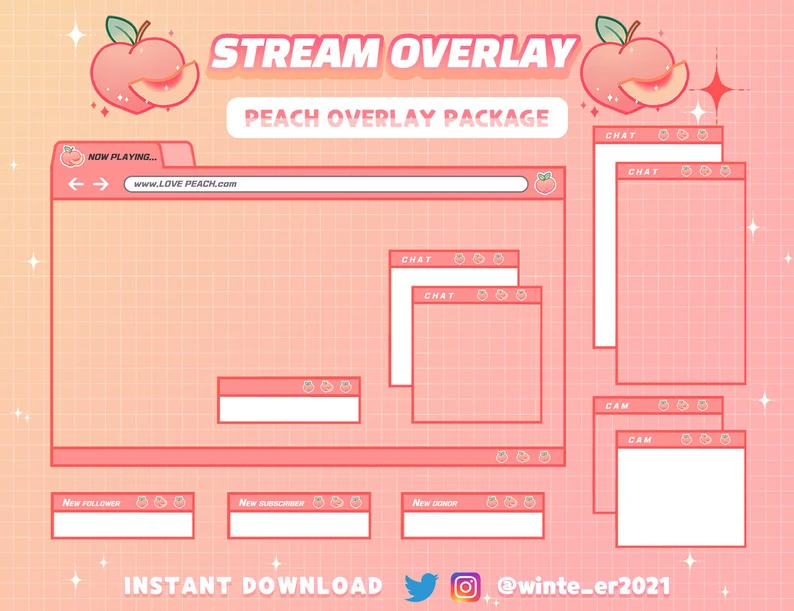 STREAM OVERLAY
PEACH OVERLAY PACKAGE
NOW PLAYING...
www.LOVE PEACH.com
CHAT
CHAT
CHAT
CHAT
CAM
CAM
NEW FOLLOWER
NEW SUBSCRIBER
NEW DONOR
INSTANT DOWNLOAD
@winte_er2021